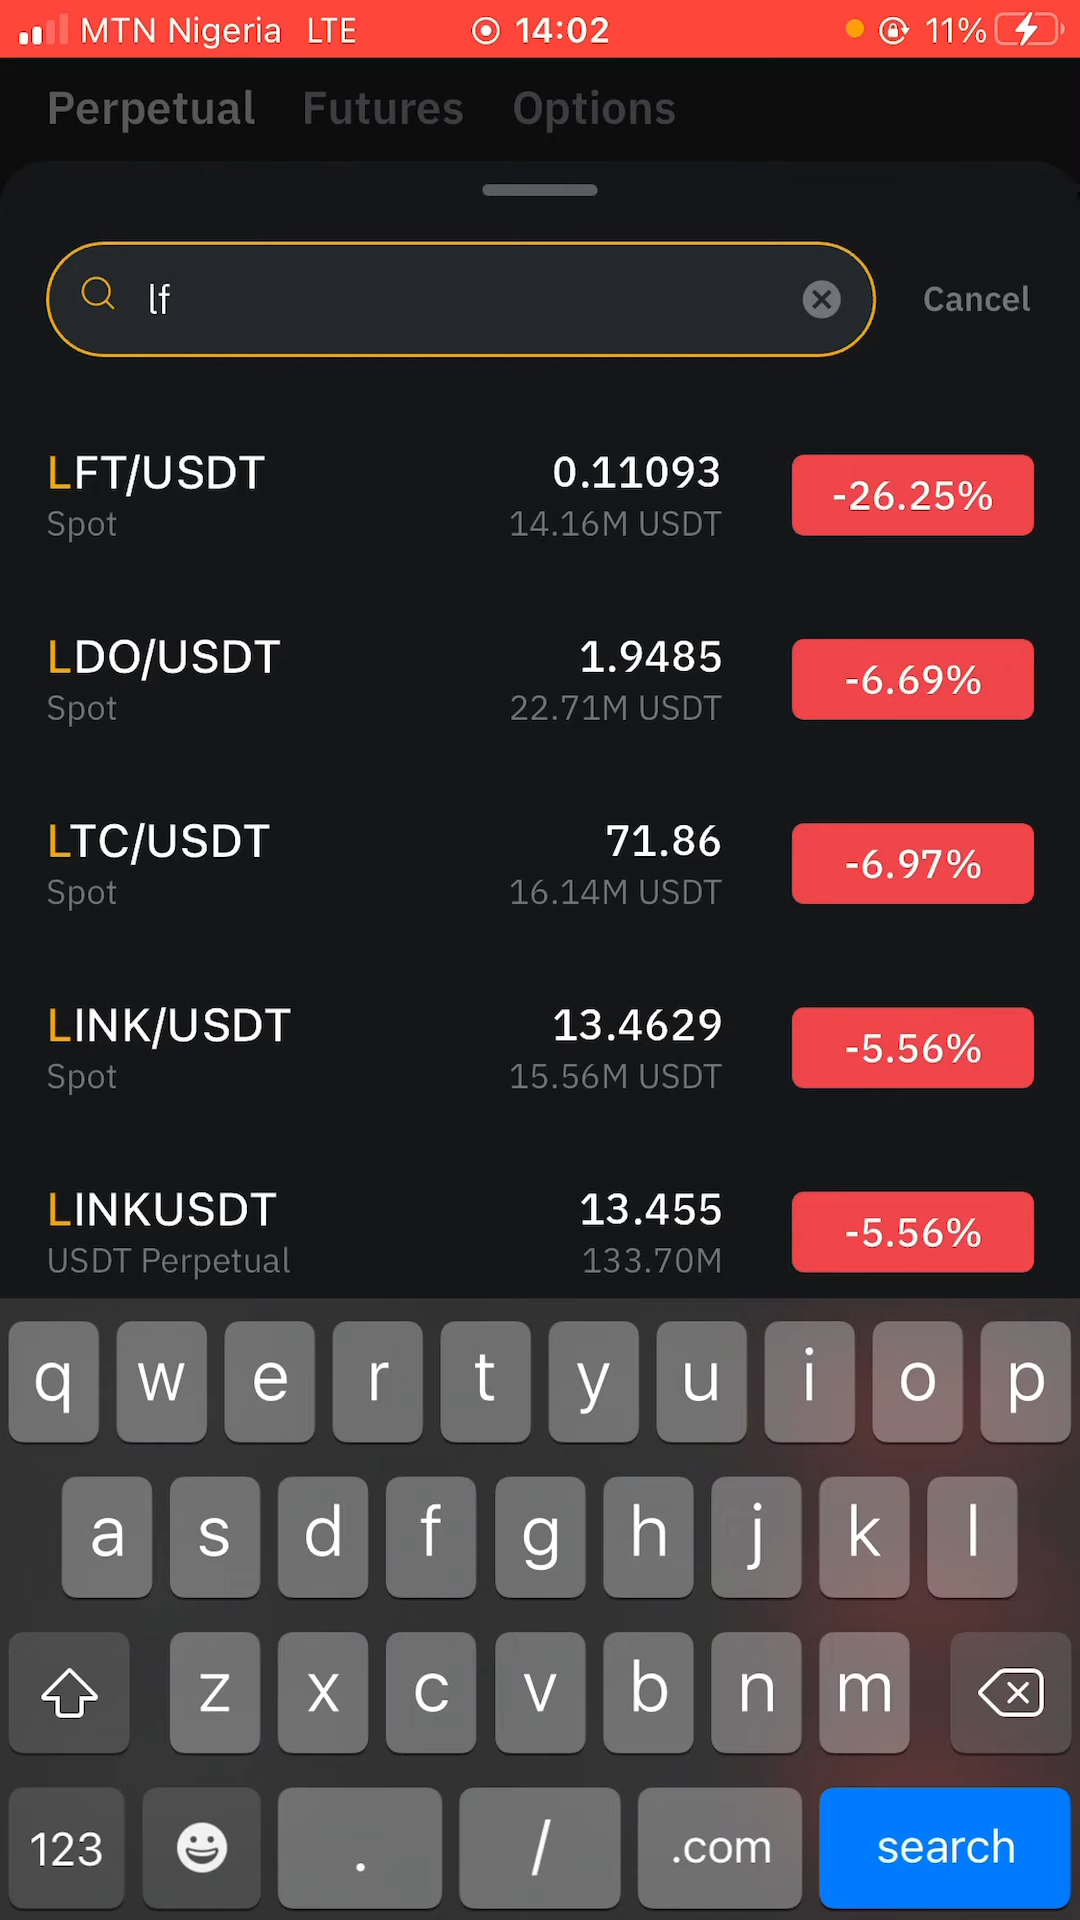 MTN Nigeria LTE 14:02 11%
Perpetual Futures Options
lf Cancel
LFT/USDT 0.11093 -26.25%
Spot 14.16M USDT
LDO/USDT 1.9485 -6.69%
Spot 22.71M USDT
LTC/USDT 71.86 -6.97%
Spot 16.14M USDT
LINK/USDT 13.4629 -5.56%
Spot 15.56M USDT
LINKUSDT 13.455 -5.56%
USDT Perpetual 133.70M
q w e r t y u i o p
a s d f g h j k l
z x c v b n m
123 . / .com search